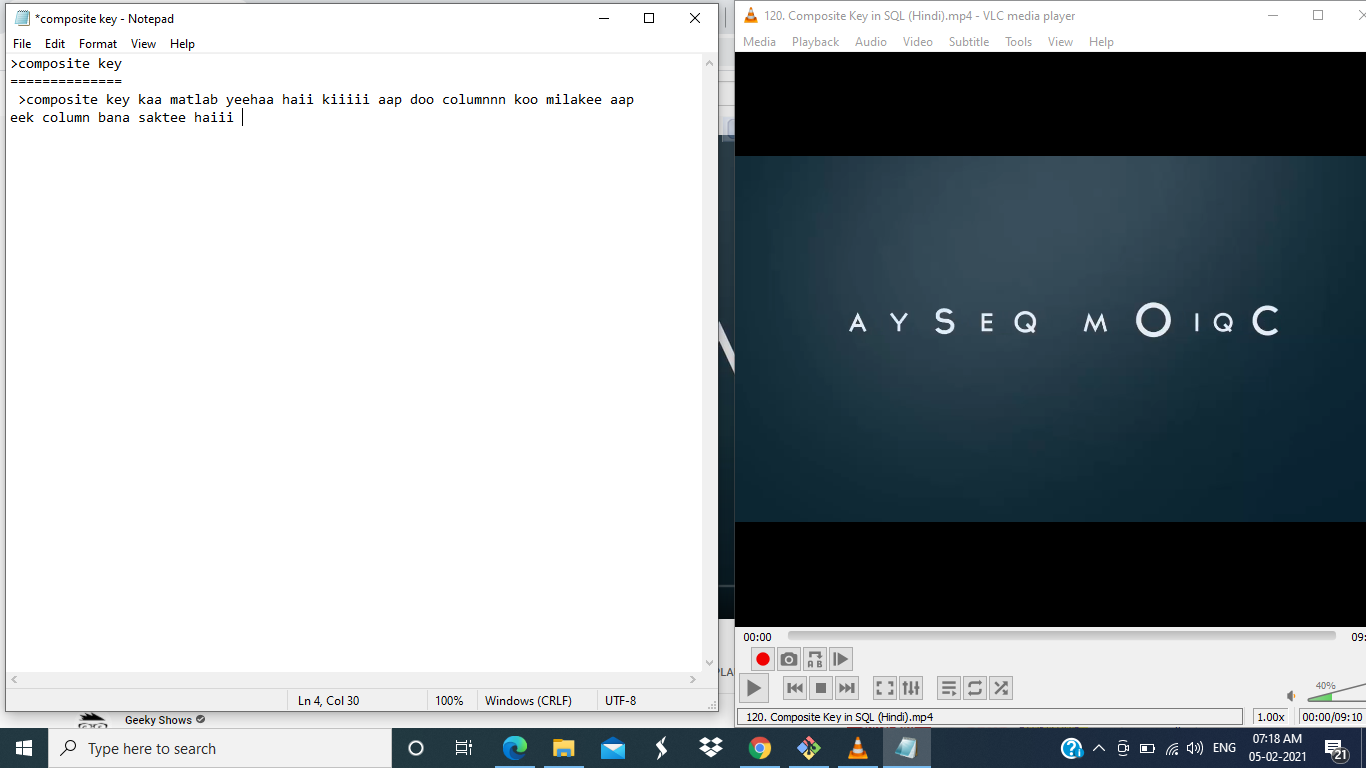 *composite key - Notepad
File Edit Format View Help
>composite key
==============
>composite key kaa matlab yeehaa haii kiiiiii aap doo columnnn koo milakee aap
eek column bana saktee haiii
Ln 4, Col 30 100% Windows (CRLF) UTF-8
120. Composite Key in SQL (Hindi).mp4 - VLC media player
Media Playback Audio Video Subtitle Tools View Help
AYSEQ MOIQC
00:00 09:
A B
40%
120. Composite Key in SQL (Hindi).mp4 1.00x 00:00/09:10
PLA
Geeky Shows
Type here to search
ENG
07:18 AM
05-02-2021
21